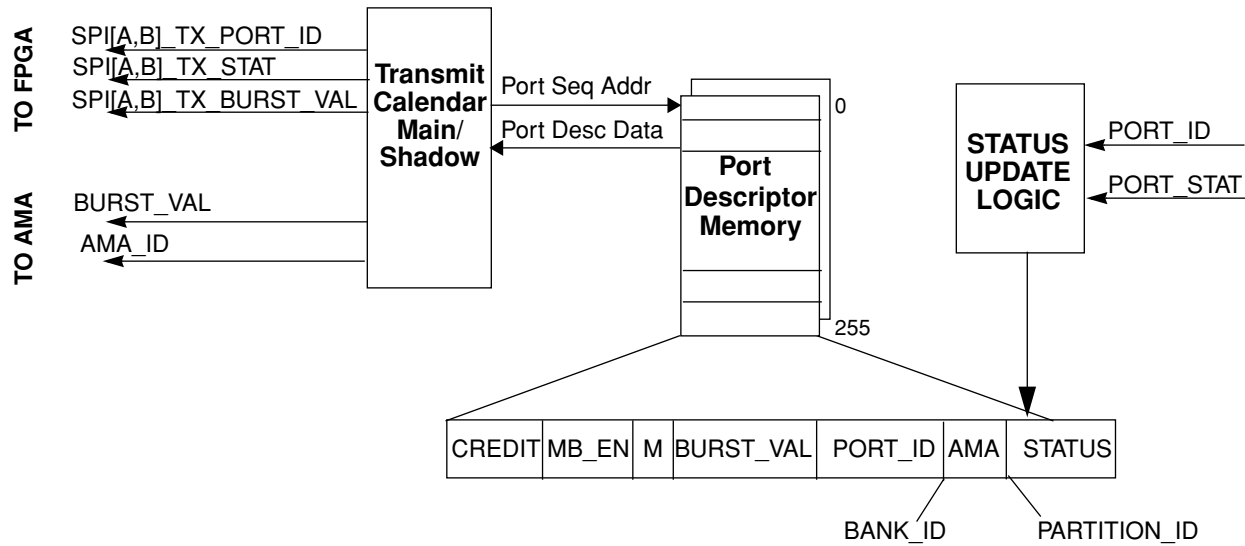 TO FPGA
SPI[A,B]_TX_PORT_ID
SPI[A,B]_TX_STAT
SPI[A,B]_TX_BURST_VAL
TO AMA
BURST_VAL
AMA_ID
Transmit
Calendar
Main/
Shadow
Port Seq Addr
Port Desc Data
0
Port
Descriptor
Memory
255
STATUS
UPDATE
LOGIC
PORT_ID
PORT_STAT
CREDIT MB_EN M BURST_VAL PORT_ID AMA STATUS
BANK_ID PARTITION_ID